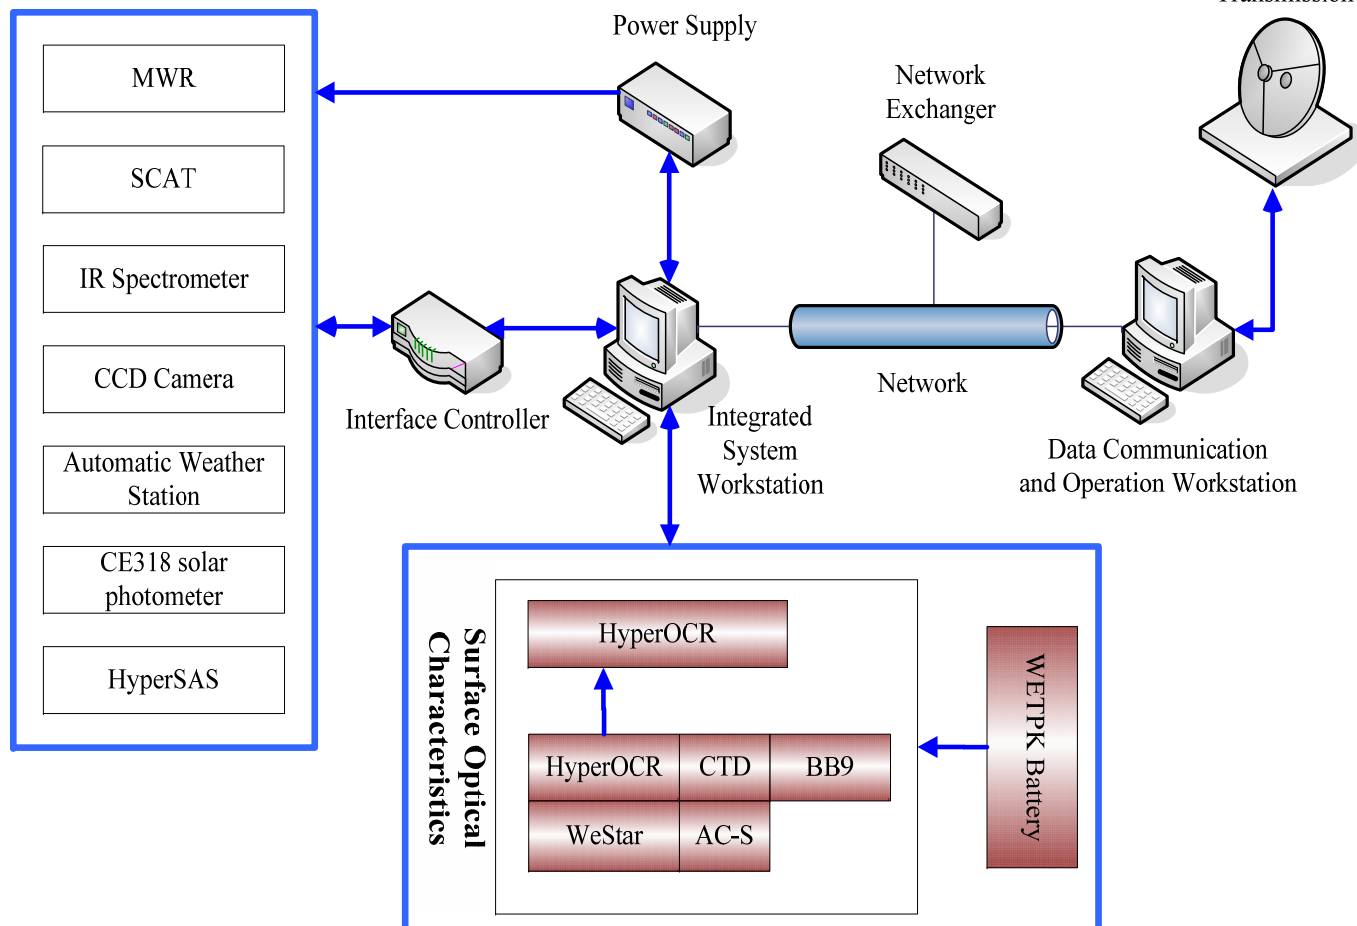 Transmission
Power Supply
Network
Exchanger
MWR
SCAT
IR Spectrometer
CCD Camera
Automatic Weather
Station
CE318 solar
photometer
HyperSAS
Interface Controller
Integrated
System
Workstation
Network
Data Communication
and Operation Workstation
Surface Optical
Characteristics
HyperOCR
HyperOCR
CTD
BB9
WeStar
AC-S
WETPK Battery